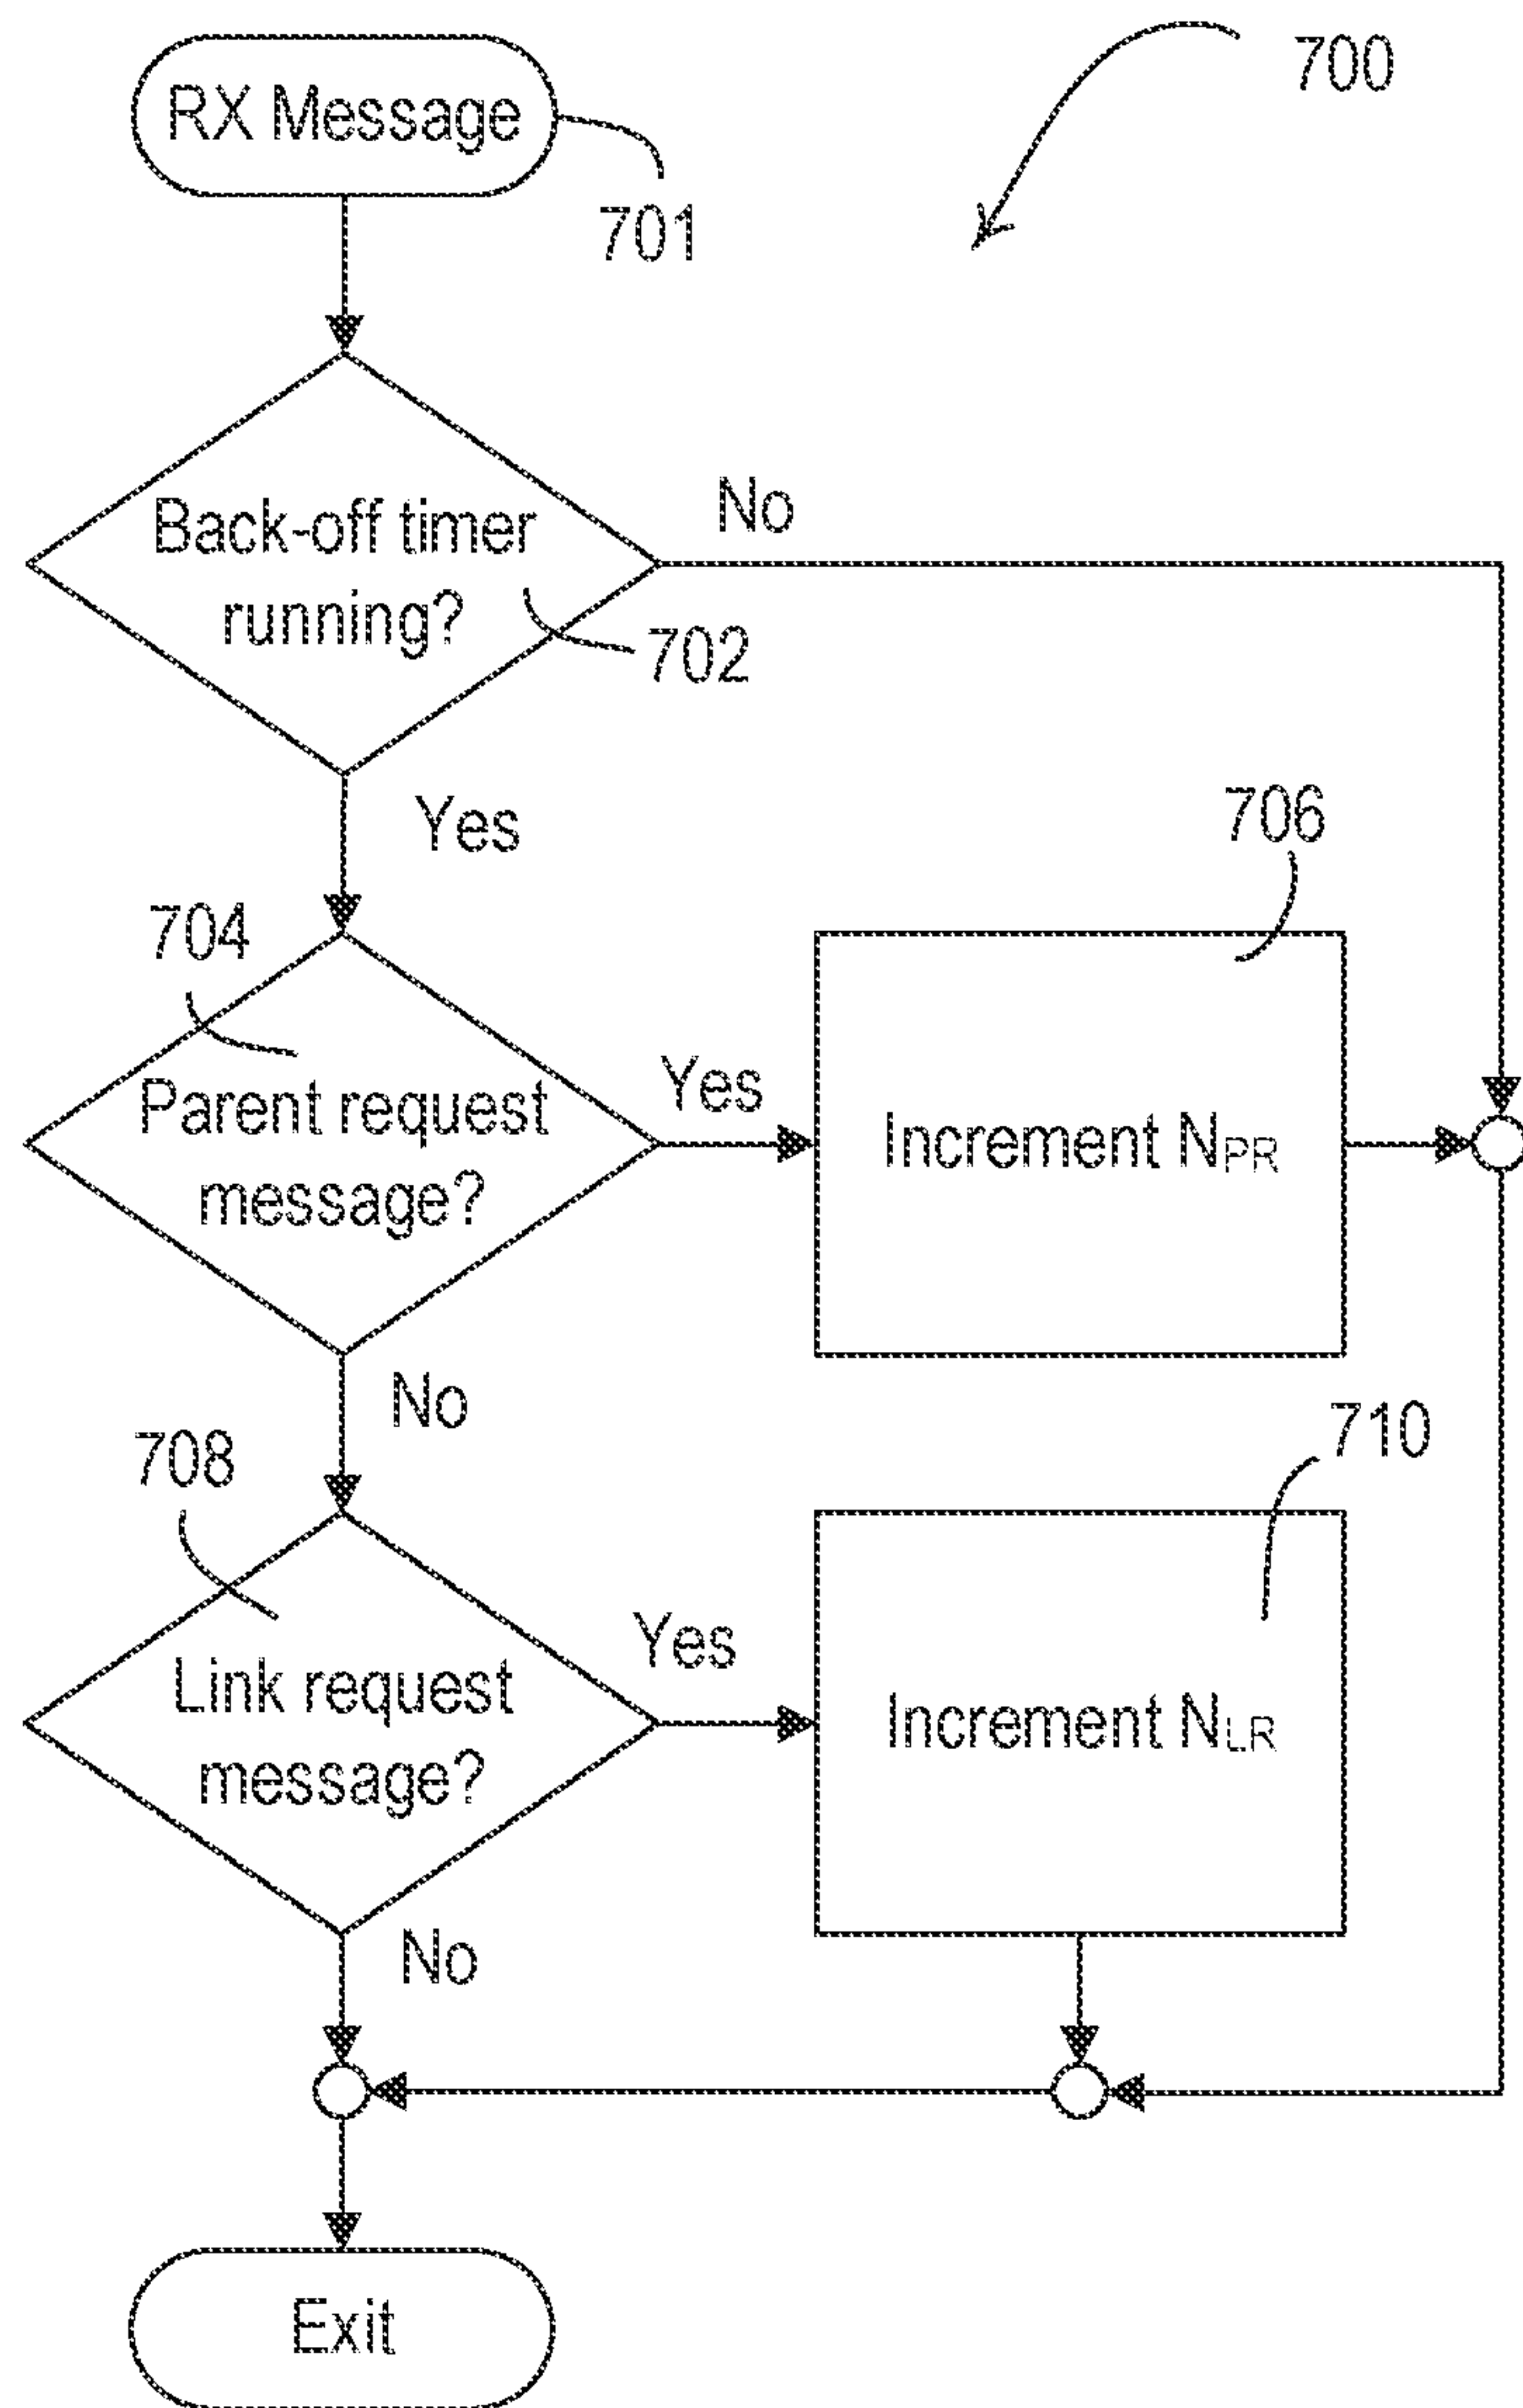 700
RX Message
701
Back-off timer
running?
702
No
Yes
704
Parent request
message?
Yes
706
Increment NPR
No
708
Link request
message?
Yes
710
Increment NLR
No
Exit